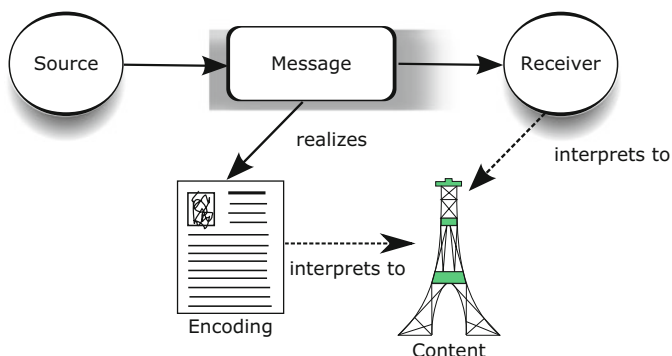 Source
Message
Receiver
realizes
interprets to
interprets to
Encoding
Content